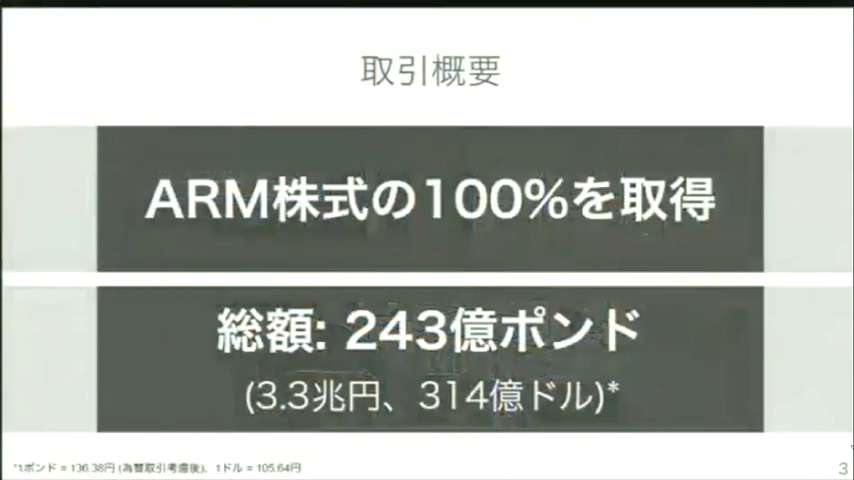 取引概要
ARM株式の100%を取得
総額: 243億ポンド
(3.3兆円、314億ドル)*
*1ポンド = 136.38円 (為替取引考慮後)、1ドル = 105.64円
3